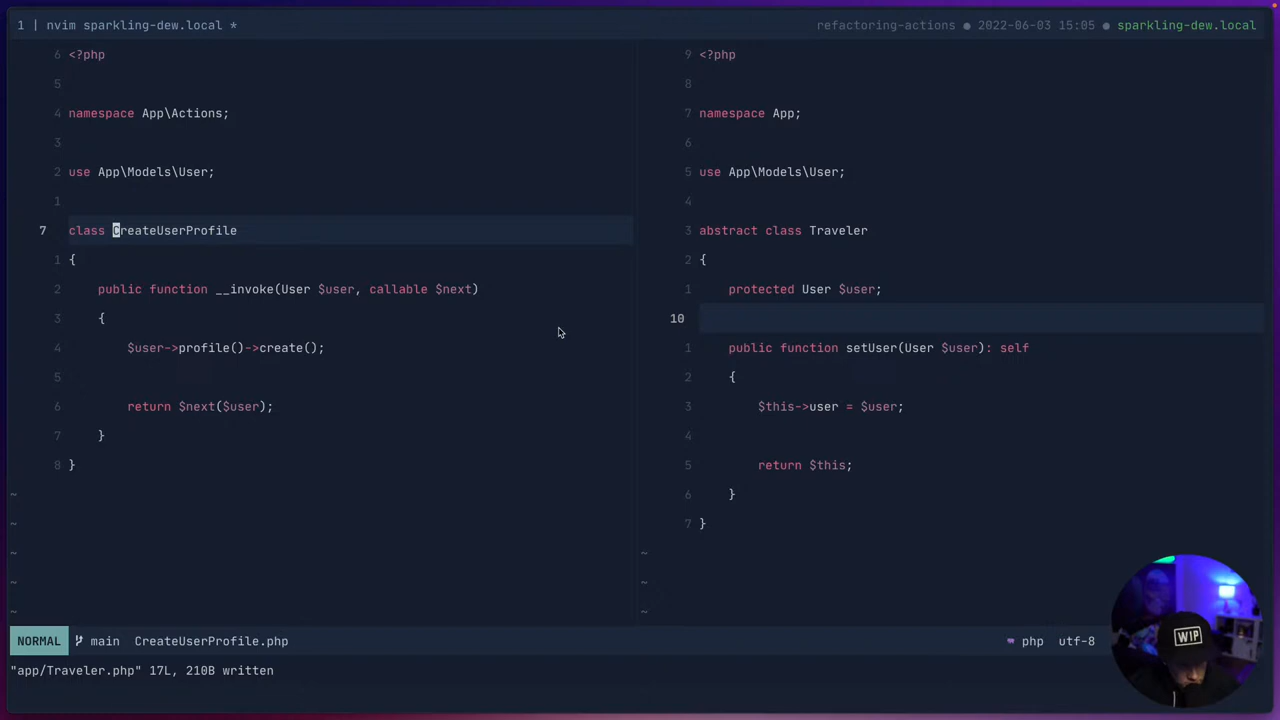 1 | nvim sparkling-dew.local *
refactoring-actions ● 2022-06-03 15:05 ● sparkling-dew.local
6 <?php
5
4 namespace App\Actions;
3
2 use App\Models\User;
1
7 class CreateUserProfile
1 {
2 public function __invoke(User $user, callable $next)
3 {
4 $user->profile()->create();
5
6 return $next($user);
7 }
8 }
~
~
~
~
~
9 <?php
8
7 namespace App;
6
5 use App\Models\User;
4
3 abstract class Traveler
2 {
1 protected User $user;
10
1 public function setUser(User $user): self
2 {
3 $this->user = $user;
4
5 return $this;
6 }
7 }
~
~
~
NORMAL main CreateUserProfile.php
php utf-8
"app/Traveler.php" 17L, 210B written
WIP